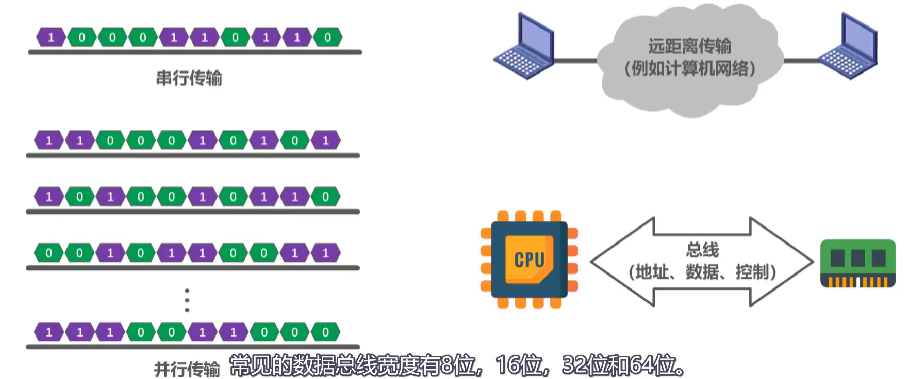 1 0 0 0 1 1 0 1 1 0
串行传输
远距离传输
（例如计算机网络）
1 1 0 0 0 1 0 1 0 1
1 0 1 0 0 1 0 1 1 0
0 0 1 0 1 1 0 0 1 1
1 1 1 0 0 1 1 0 0 0
并行传输
CPU
总线
（地址、数据、控制）
常见的数据总线宽度有8位，16位，32位和64位。